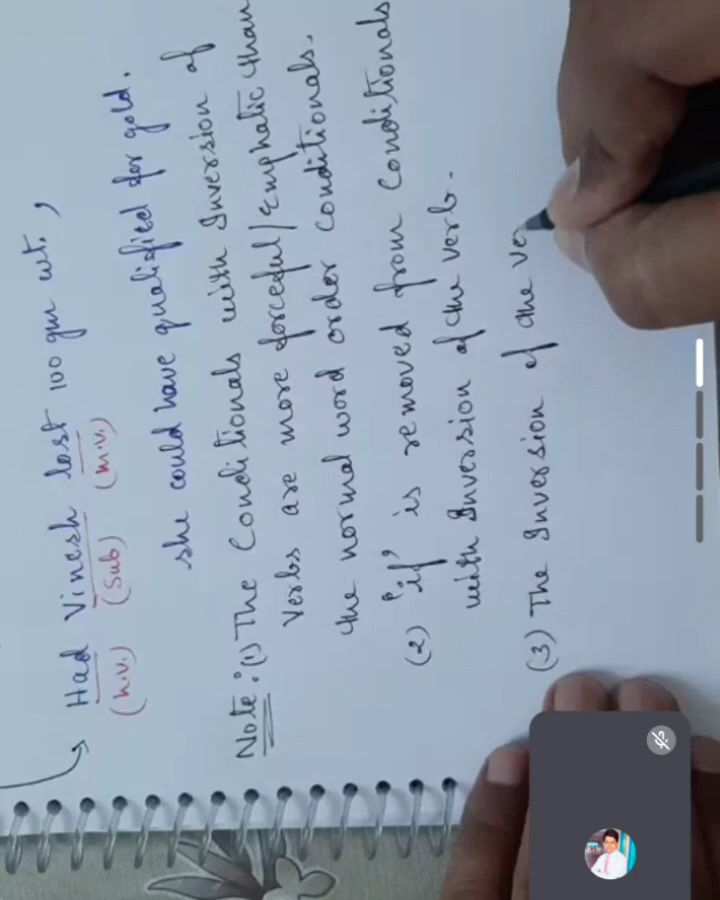 Had Vinesh lost 100 gm wt.,
(h.v.) (Sub) (m.v.)
she could have qualified for gold.
Note:(1) The Conditionals with Inversion of
Verbs are more forceful/Emphatic than
the normal word order conditionals.
(2) 'if' is removed from Conditionals
with Inversion of the verb.
(3) The Inversion of the ve